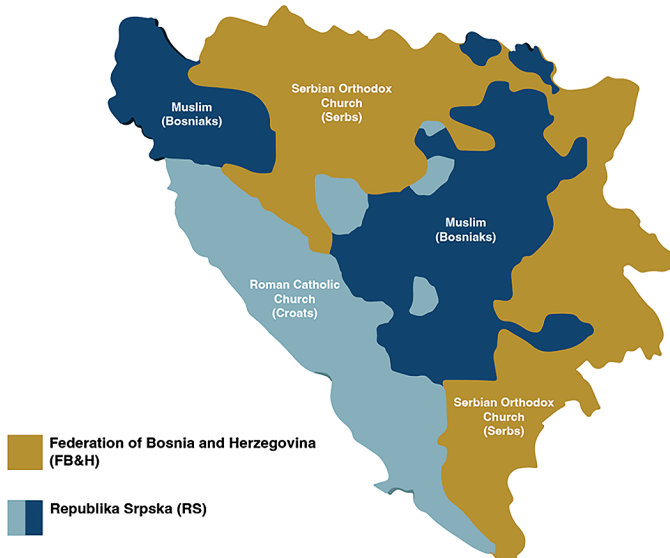 Serbian Orthodox
Church
(Serbs)
Muslim
(Bosniaks)
Muslim
(Bosniaks)
Roman Catholic
Church
(Croats)
Serbian Orthodox
Church
(Serbs)
Federation of Bosnia and Herzegovina
(FB&H)
Republika Srpska (RS)